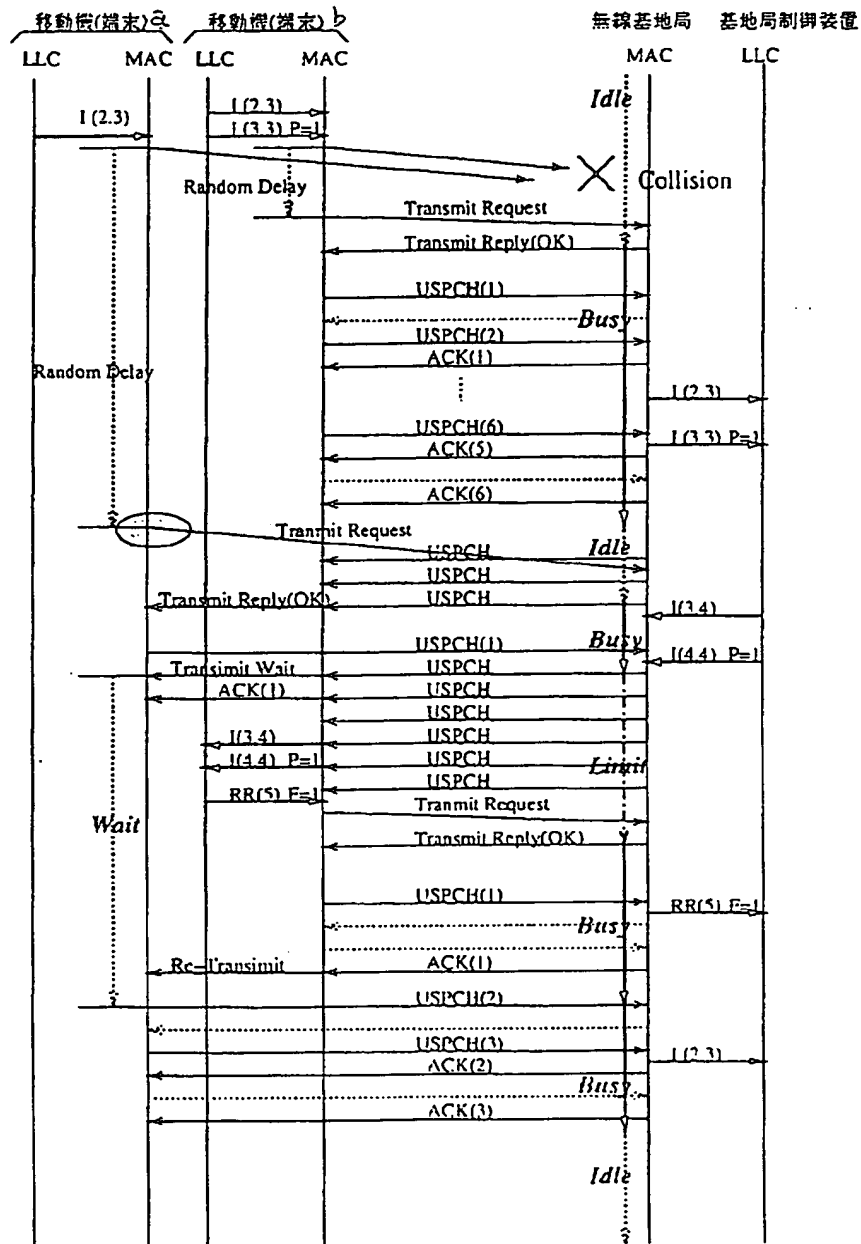 移動機(端末)a 移動機(端末)b 無線基地局 基地局制御装置
LLC MAC LLC MAC MAC LLC
Idle
I (2.3)
I (2.3)
I (3.3) P=1
Collision
Random Delay
Transmit Request
Transmit Reply(OK)
USPCH(1)
Busy
USPCH(2)
ACK(1)
Random Delay
I (2.3)
USPCH(6)
I (3.3) P=1
ACK(5)
ACK(6)
Tranmit Request
Idle
USPCH
USPCH
Transmit Reply(OK) USPCH
I(3.4)
USPCH(1)
Busy
I(4.4) P=1
Transimit Wait USPCH
ACK(1) USPCH
USPCH
I(3.4) USPCH
I(4.4) P=1 USPCH
Limit
USPCH
RR(5) F=1
Tranmit Request
Wait
Transmit Reply(OK)
USPCH(1)
RR(5) F=1
Busy
Re-Transimit ACK(1)
USPCH(2)
USPCH(3)
I (2.3)
ACK(2)
Busy
ACK(3)
Idle